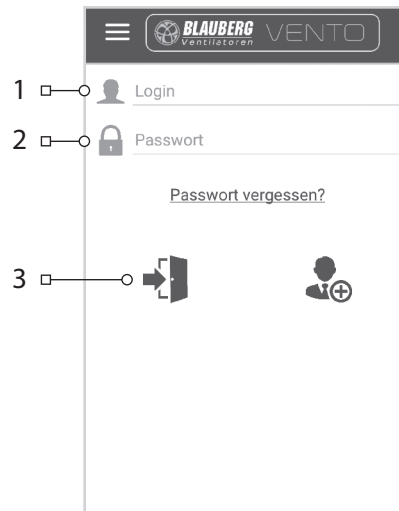 BLAUBERG VENTO
Ventilatoren
1 Login
2 Passwort
Passwort vergessen?
3